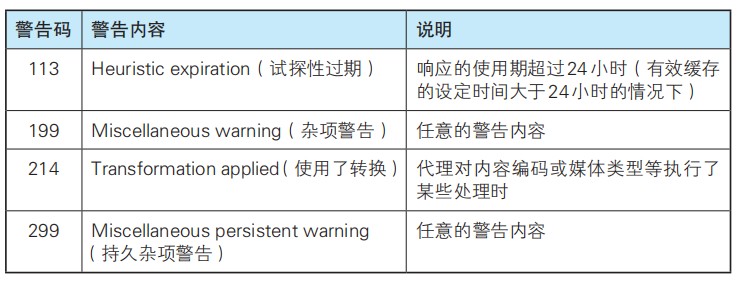 警告码 警告内容 说明
113 Heuristic expiration(试探性过期) 响应的使用期超过24小时(有效缓存
的设定时间大于24小时的情况下)
199 Miscellaneous warning(杂项警告) 任意的警告内容
214 Transformation applied(使用了转换) 代理对内容编码或媒体类型等执行了
某些处理时
299 Miscellaneous persistent warning 任意的警告内容
(持久杂项警告)